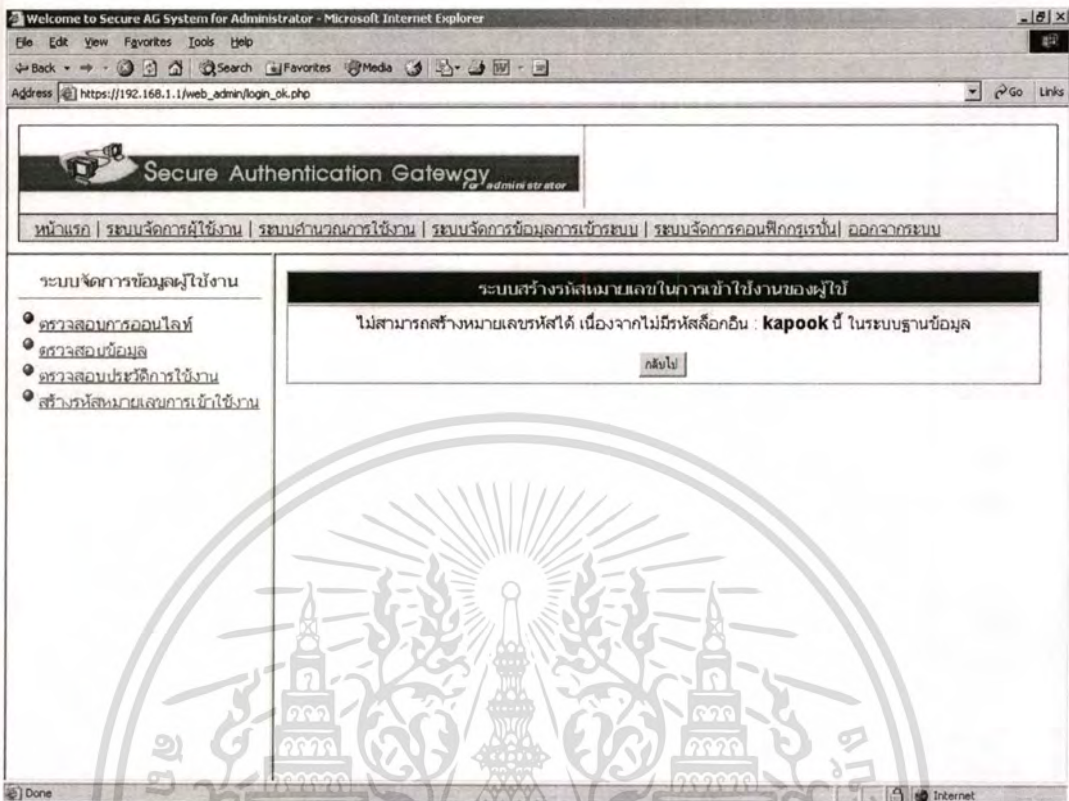 Welcome to Secure AG System for Administrator - Microsoft Internet Explorer
File Edit View Favorites Tools Help
Back Search Favorites Media
Address https://192.168.1.1/web_admin/login_ok.php Go Links
Secure Authentication Gateway
for administrator
หน้าแรก | ระบบจัดการผู้ใช้งาน | ระบบคำนวณการใช้งาน | ระบบจัดการข้อมูลการเข้าระบบ | ระบบจัดการคอนฟิกกูเรชั่น| ออกจากระบบ
ระบบจัดการข้อมูลผู้ใช้งาน
ตรวจสอบการออนไลท์
ตรวจสอบข้อมูล
ตรวจสอบประวัติการใช้งาน
สร้างรหัสหมายเลขการเข้าใช้งาน
ระบบสร้างรหัสหมายเลขในการเข้าใช้งานของผู้ใช้
ไม่สามารถสร้างหมายเลขรหัสได้ เนื่องจากไม่มีรหัสล็อกอิน : kapook นี้ ในระบบฐานข้อมูล
กลับไป
Done Internet